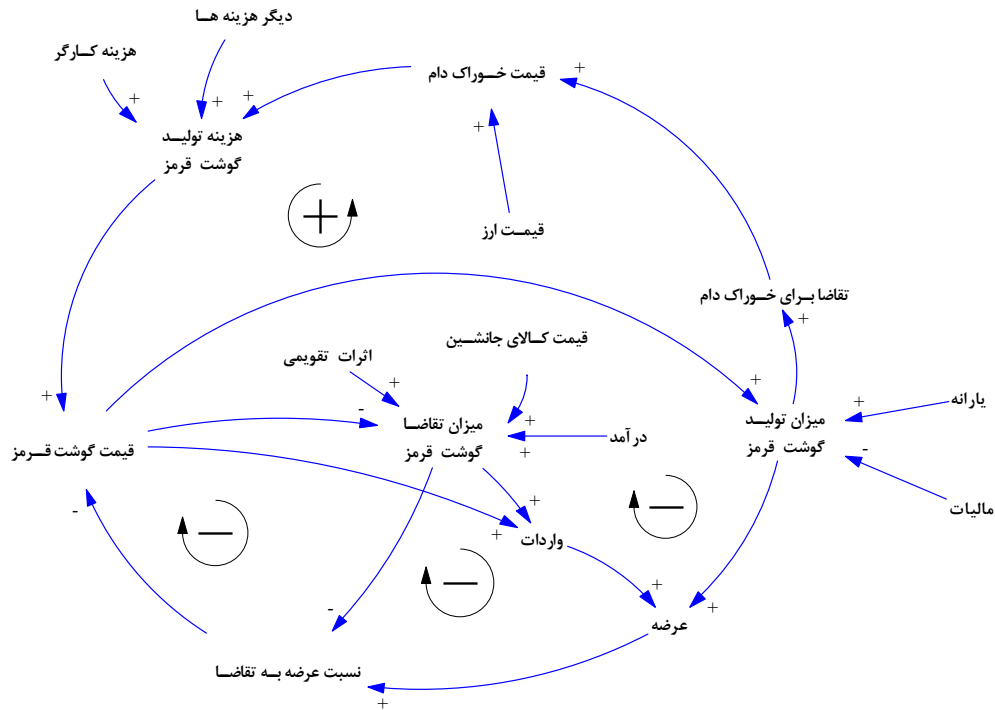 دیگر هزینه ها
هزینه کارگر
+
+
+
قیمت خوراک دام
+
هزینه تولید
گوشت قرمز
+
+
قیمت ارز
تقاضا برای خوراک دام
+
قیمت کالای جانشین
اثرات تقویمی
+
+
+
-
یارانه
+
میزان تقاضا
گوشت قرمز
+
+
درآمد
میزان تولید
گوشت قرمز
-
قیمت گوشت قرمز
-
-
+
-
+
واردات
مالیات
-
+
+
-
عرضه
نسبت عرضه به تقاضا
+